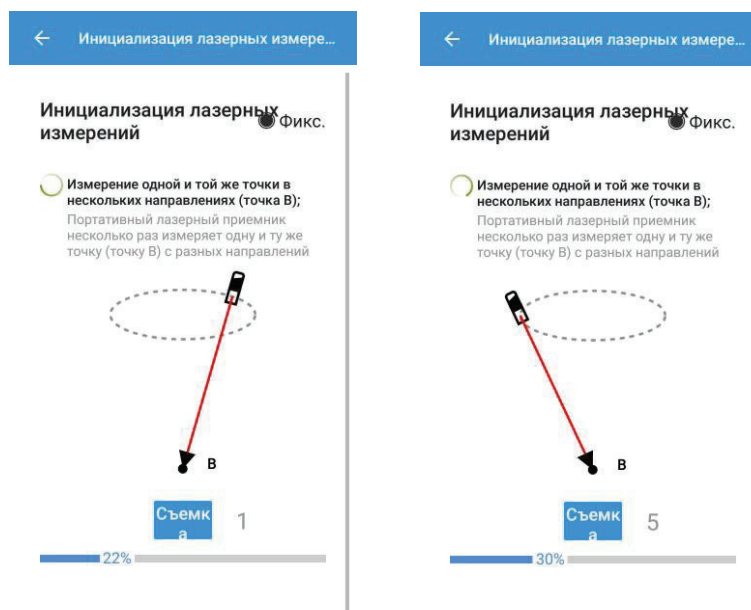 Инициализация лазерных измере...
Инициализация лазерных
измерений
Фикс.
Измерение одной и той же точки в
нескольких направлениях (точка B);
Портативный лазерный приемник
несколько раз измеряет одну и ту же
точку (точку B) с разных направлений
B
Съемк
а
1
22%
Инициализация лазерных измере...
Инициализация лазерных
измерений
Фикс.
Измерение одной и той же точки в
нескольких направлениях (точка B);
Портативный лазерный приемник
несколько раз измеряет одну и ту же
точку (точку B) с разных направлений
B
Съемк
а
5
30%